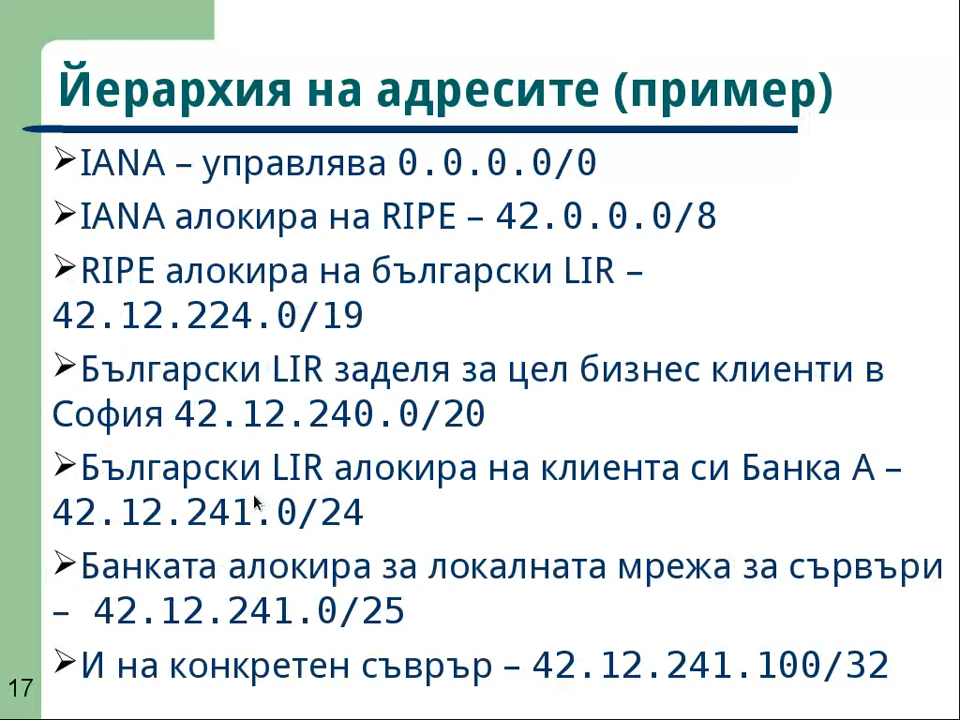 Йерархия на адресите (пример)
➢IANA – управлява 0.0.0.0/0
➢IANA алокира на RIPE – 42.0.0.0/8
➢RIPE алокира на български LIR –
42.12.224.0/19
➢Български LIR заделя за цел бизнес клиенти в
София 42.12.240.0/20
➢Български LIR алокира на клиента си Банка А –
42.12.241.0/24
➢Банката алокира за локалната мрежа за сървъри
– 42.12.241.0/25
➢И на конкретен съврър – 42.12.241.100/32
17